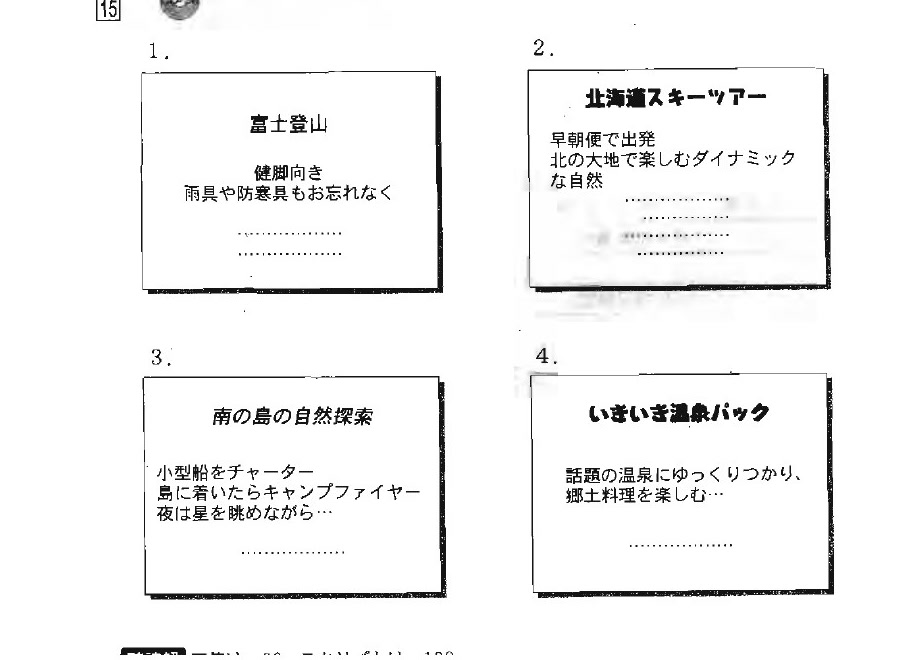 15
1.
富士登山
健脚向き
雨具や防寒具もお忘れなく
2.
北海道スキーツアー
早朝便で出発
北の大地で楽しむダイナミック
な自然
3.
南の島の自然探索
小型船をチャーター
島に着いたらキャンプファイヤー
夜は星を眺めながら…
4.
いきいき温泉パック
話題の温泉にゆっくりつかり、
郷土料理を楽しむ…